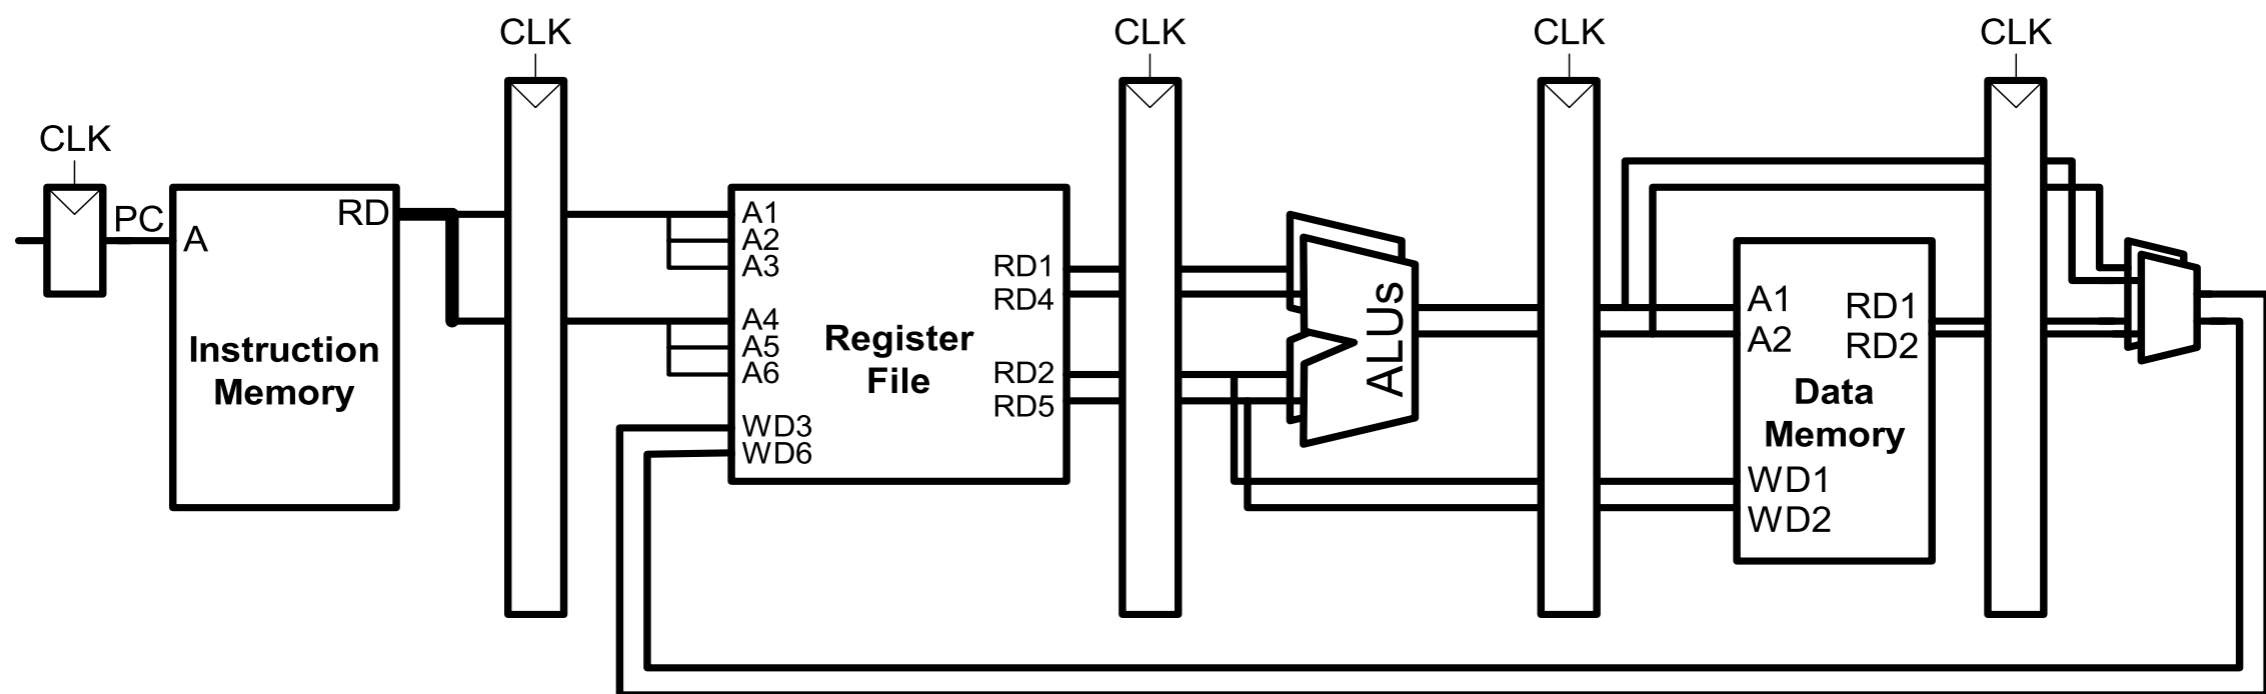 CLK
CLK
CLK
CLK
CLK
PC
A
RD
Instruction
Memory
A1
A2
A3
A4
A5
A6
WD3
WD6
Register
File
RD1
RD4
RD2
RD5
ALUs
A1
A2
RD1
RD2
Data
Memory
WD1
WD2